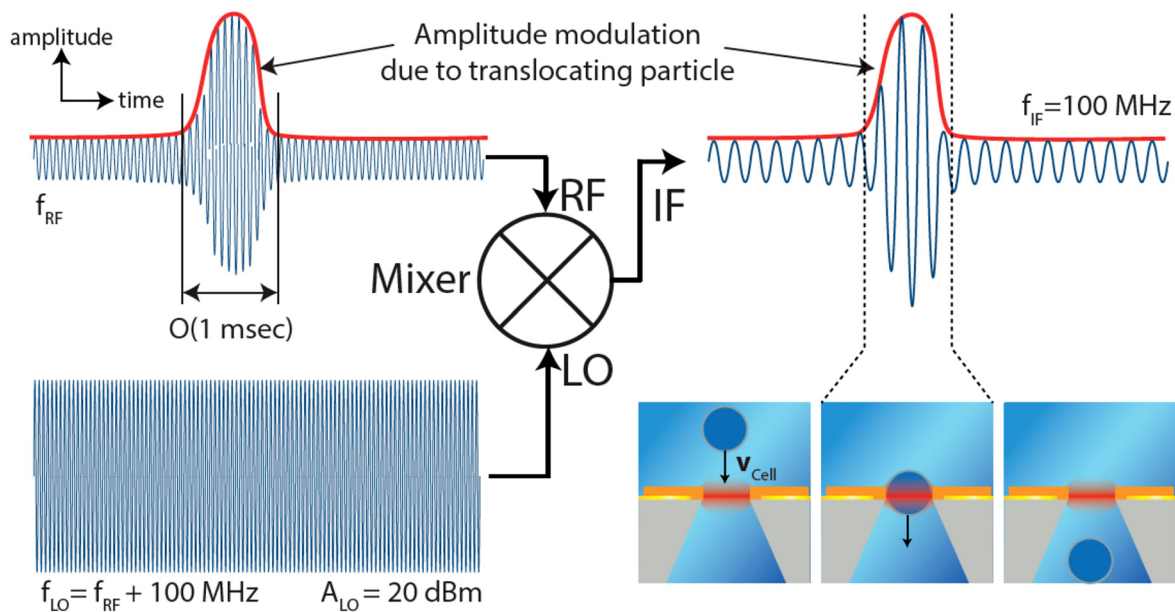 amplitude
time
Amplitude modulation
due to translocating particle
f_IF=100 MHz
f_RF
RF
IF
Mixer
O(1 msec)
LO
v_Cell
f_LO= f_RF + 100 MHz
A_LO = 20 dBm